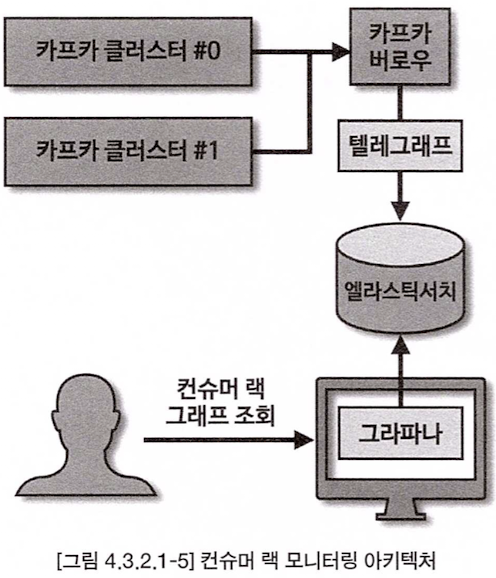 카프카 클러스터 #0
카프카
버로우
카프카 클러스터 #1
텔레그래프
엘라스틱서치
컨슈머 랙
그래프 조회
그라파나
[그림 4.3.2.1-5] 컨슈머 랙 모니터링 아키텍처